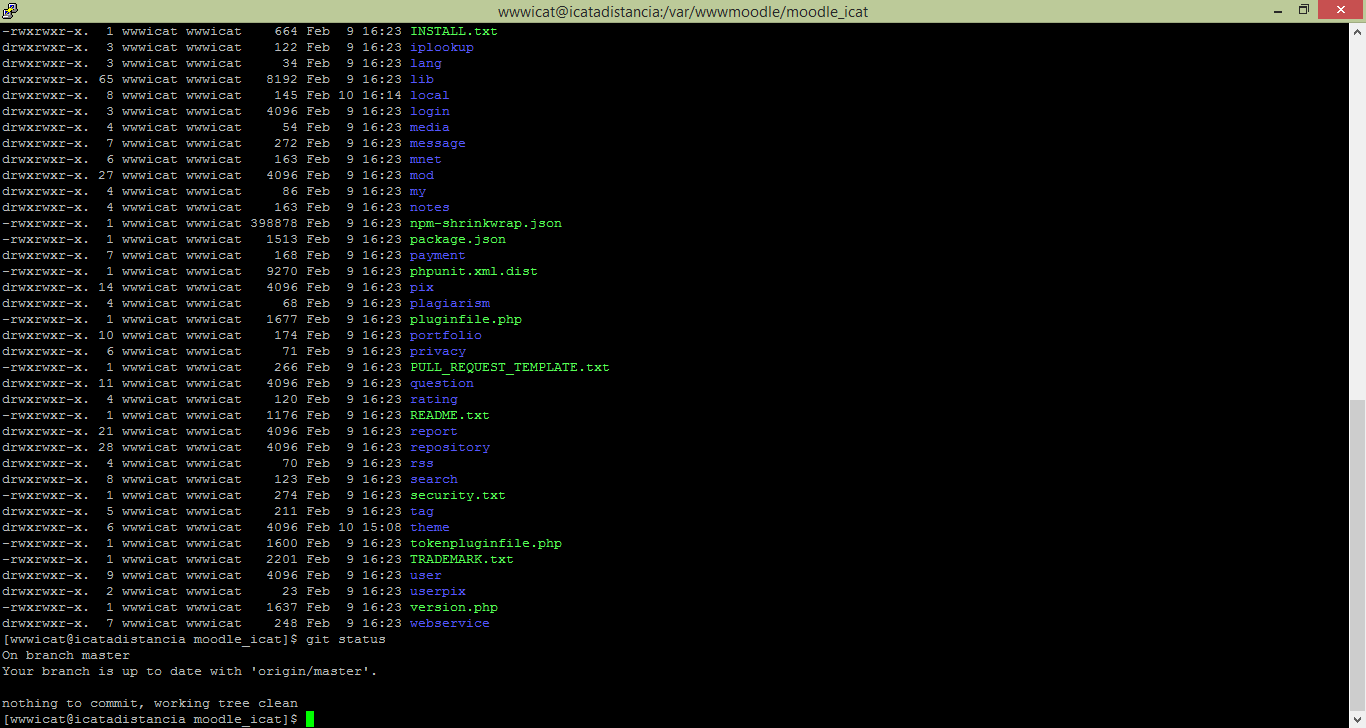 wwwicat@icatadistancia:/var/wwwmoodle/moodle_icat
-rwxrwxr-x. 1 wwwicat wwwicat 664 Feb 9 16:23 INSTALL.txt
drwxrwxr-x. 3 wwwicat wwwicat 122 Feb 9 16:23 iplookup
drwxrwxr-x. 3 wwwicat wwwicat 34 Feb 9 16:23 lang
drwxrwxr-x. 65 wwwicat wwwicat 8192 Feb 9 16:23 lib
drwxrwxr-x. 8 wwwicat wwwicat 145 Feb 10 16:14 local
drwxrwxr-x. 3 wwwicat wwwicat 4096 Feb 9 16:23 login
drwxrwxr-x. 4 wwwicat wwwicat 54 Feb 9 16:23 media
drwxrwxr-x. 7 wwwicat wwwicat 272 Feb 9 16:23 message
drwxrwxr-x. 6 wwwicat wwwicat 163 Feb 9 16:23 mnet
drwxrwxr-x. 27 wwwicat wwwicat 4096 Feb 9 16:23 mod
drwxrwxr-x. 4 wwwicat wwwicat 86 Feb 9 16:23 my
drwxrwxr-x. 4 wwwicat wwwicat 163 Feb 9 16:23 notes
-rwxrwxr-x. 1 wwwicat wwwicat 398878 Feb 9 16:23 npm-shrinkwrap.json
-rwxrwxr-x. 1 wwwicat wwwicat 1513 Feb 9 16:23 package.json
drwxrwxr-x. 7 wwwicat wwwicat 168 Feb 9 16:23 payment
-rwxrwxr-x. 1 wwwicat wwwicat 9270 Feb 9 16:23 phpunit.xml.dist
drwxrwxr-x. 14 wwwicat wwwicat 4096 Feb 9 16:23 pix
drwxrwxr-x. 4 wwwicat wwwicat 68 Feb 9 16:23 plagiarism
-rwxrwxr-x. 1 wwwicat wwwicat 1677 Feb 9 16:23 pluginfile.php
drwxrwxr-x. 10 wwwicat wwwicat 174 Feb 9 16:23 portfolio
drwxrwxr-x. 6 wwwicat wwwicat 71 Feb 9 16:23 privacy
-rwxrwxr-x. 1 wwwicat wwwicat 266 Feb 9 16:23 PULL_REQUEST_TEMPLATE.txt
drwxrwxr-x. 11 wwwicat wwwicat 4096 Feb 9 16:23 question
drwxrwxr-x. 4 wwwicat wwwicat 120 Feb 9 16:23 rating
-rwxrwxr-x. 1 wwwicat wwwicat 1176 Feb 9 16:23 README.txt
drwxrwxr-x. 21 wwwicat wwwicat 4096 Feb 9 16:23 report
drwxrwxr-x. 28 wwwicat wwwicat 4096 Feb 9 16:23 repository
drwxrwxr-x. 4 wwwicat wwwicat 70 Feb 9 16:23 rss
drwxrwxr-x. 8 wwwicat wwwicat 123 Feb 9 16:23 search
-rwxrwxr-x. 1 wwwicat wwwicat 274 Feb 9 16:23 security.txt
drwxrwxr-x. 5 wwwicat wwwicat 211 Feb 9 16:23 tag
drwxrwxr-x. 6 wwwicat wwwicat 4096 Feb 10 15:08 theme
-rwxrwxr-x. 1 wwwicat wwwicat 1600 Feb 9 16:23 tokenpluginfile.php
-rwxrwxr-x. 1 wwwicat wwwicat 2201 Feb 9 16:23 TRADEMARK.txt
drwxrwxr-x. 9 wwwicat wwwicat 4096 Feb 9 16:23 user
drwxrwxr-x. 2 wwwicat wwwicat 23 Feb 9 16:23 userpix
-rwxrwxr-x. 1 wwwicat wwwicat 1637 Feb 9 16:23 version.php
drwxrwxr-x. 7 wwwicat wwwicat 248 Feb 9 16:23 webservice
[wwwicat@icatadistancia moodle_icat]$ git status
On branch master
Your branch is up to date with 'origin/master'.
nothing to commit, working tree clean
[wwwicat@icatadistancia moodle_icat]$